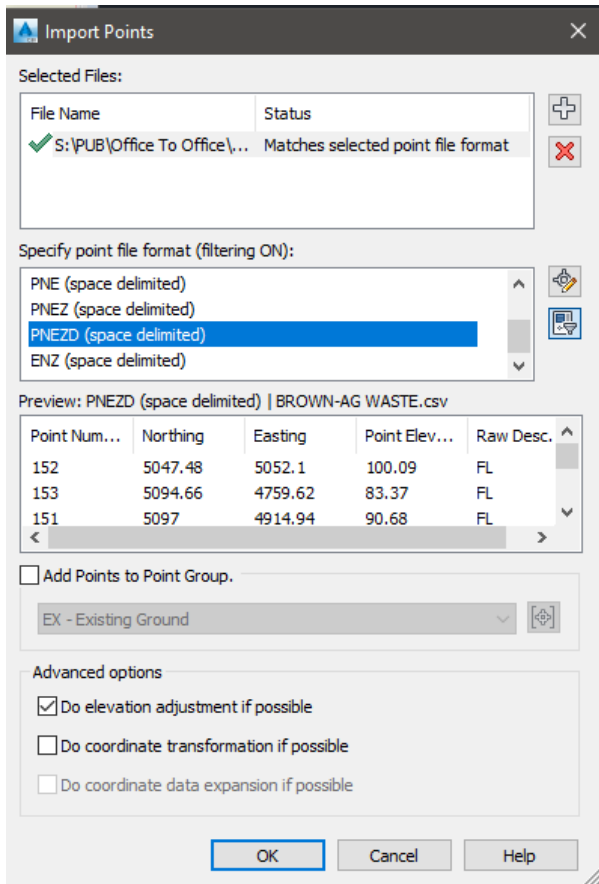 Import Points
Selected Files:
File Name Status
S:\PUB\Office To Office\... Matches selected point file format
Specify point file format (filtering ON):
PNE (space delimited)
PNEZ (space delimited)
PNEZD (space delimited)
ENZ (space delimited)
Preview: PNEZD (space delimited) | BROWN-AG WASTE.csv
Point Num... Northing Easting Point Elev... Raw Desc.
152 5047.48 5052.1 100.09 FL
153 5094.66 4759.62 83.37 FL
151 5097 4914.94 90.68 FL
Add Points to Point Group.
EX - Existing Ground
Advanced options
Do elevation adjustment if possible
Do coordinate transformation if possible
Do coordinate data expansion if possible
OK Cancel Help